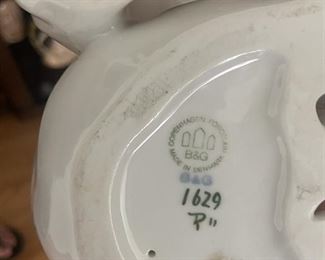 COPENHAGEN PORCELAIN
B&G
MADE IN DENMARK
B&G
1629